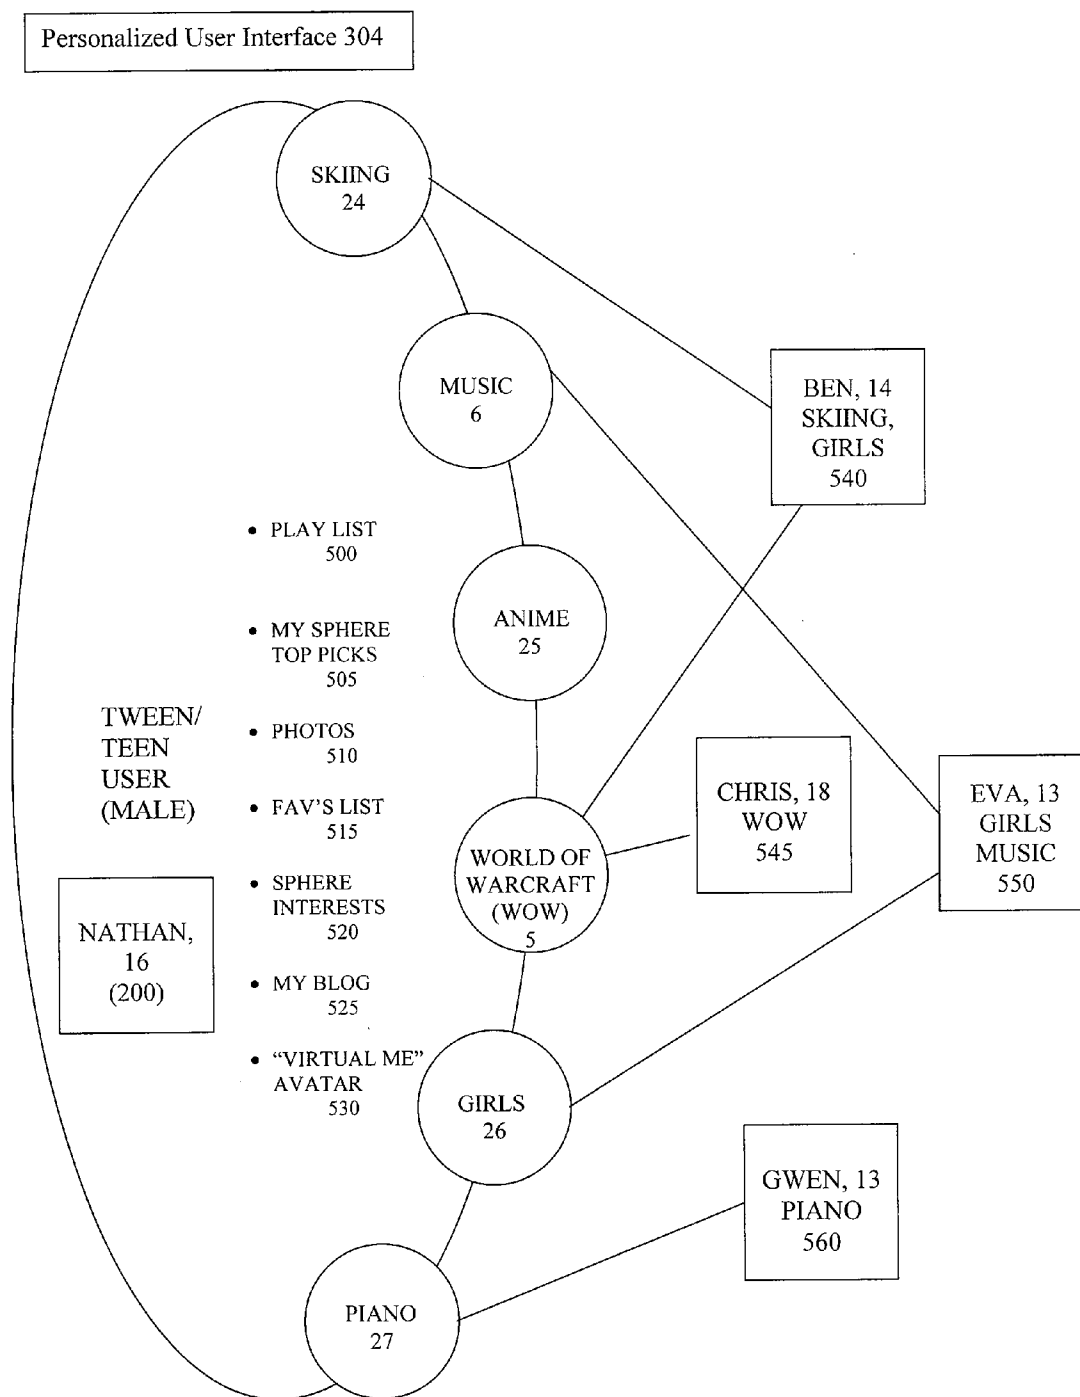 Personalized User Interface 304
SKIING
24
MUSIC
6
BEN, 14
SKIING,
GIRLS
540
• PLAY LIST
500
ANIME
25
• MY SPHERE
TOP PICKS
505
TWEEN/
TEEN
USER
(MALE)
• PHOTOS
510
• FAV'S LIST
515
CHRIS, 18
WOW
545
EVA, 13
GIRLS
MUSIC
550
WORLD OF
WARCRAFT
(WOW)
5
• SPHERE
INTERESTS
520
NATHAN,
16
(200)
• MY BLOG
525
• “VIRTUAL ME”
AVATAR
530
GIRLS
26
GWEN, 13
PIANO
560
PIANO
27